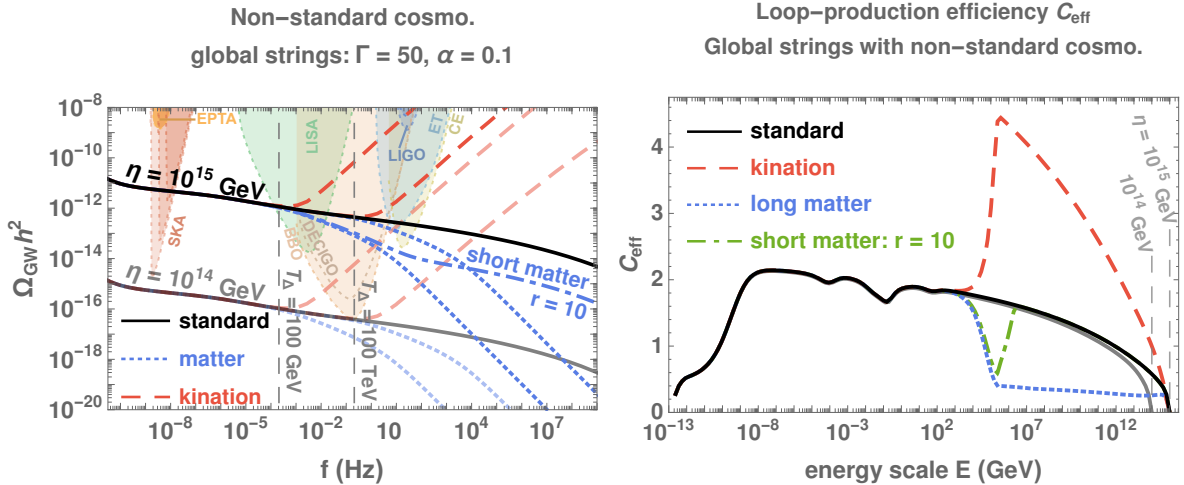 Non-standard cosmo.
global strings: Γ = 50, α = 0.1
10^-8
10^-10
10^-12
10^-14
10^-16
10^-18
10^-20
Ω_GW h^2
EPTA
SKA
LISA
BBO
DECIGO
LIGO
ET
CE
η = 10^15 GeV
η = 10^14 GeV
short matter
r = 10
T_Δ = 100 GeV
T_Δ = 100 TeV
standard
matter
kination
10^-8
10^-5
10^-2
10
10^4
10^7
f (Hz)
Loop-production efficiency C_eff
Global strings with non-standard cosmo.
4
3
2
1
0
C_eff
standard
kination
long matter
short matter: r = 10
η = 10^15 GeV
10^14 GeV
10^-13
10^-8
10^-3
10^2
10^7
10^12
energy scale E (GeV)